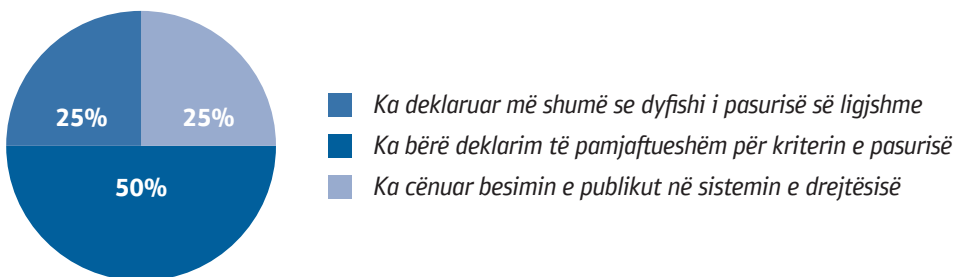 25% 25%
50%
Ka deklaruar më shumë se dyfishi i pasurisë së ligjshme
Ka bërë deklarim të pamjaftueshëm për kriterin e pasurisë
Ka cënuar besimin e publikut në sistemin e drejtësisë